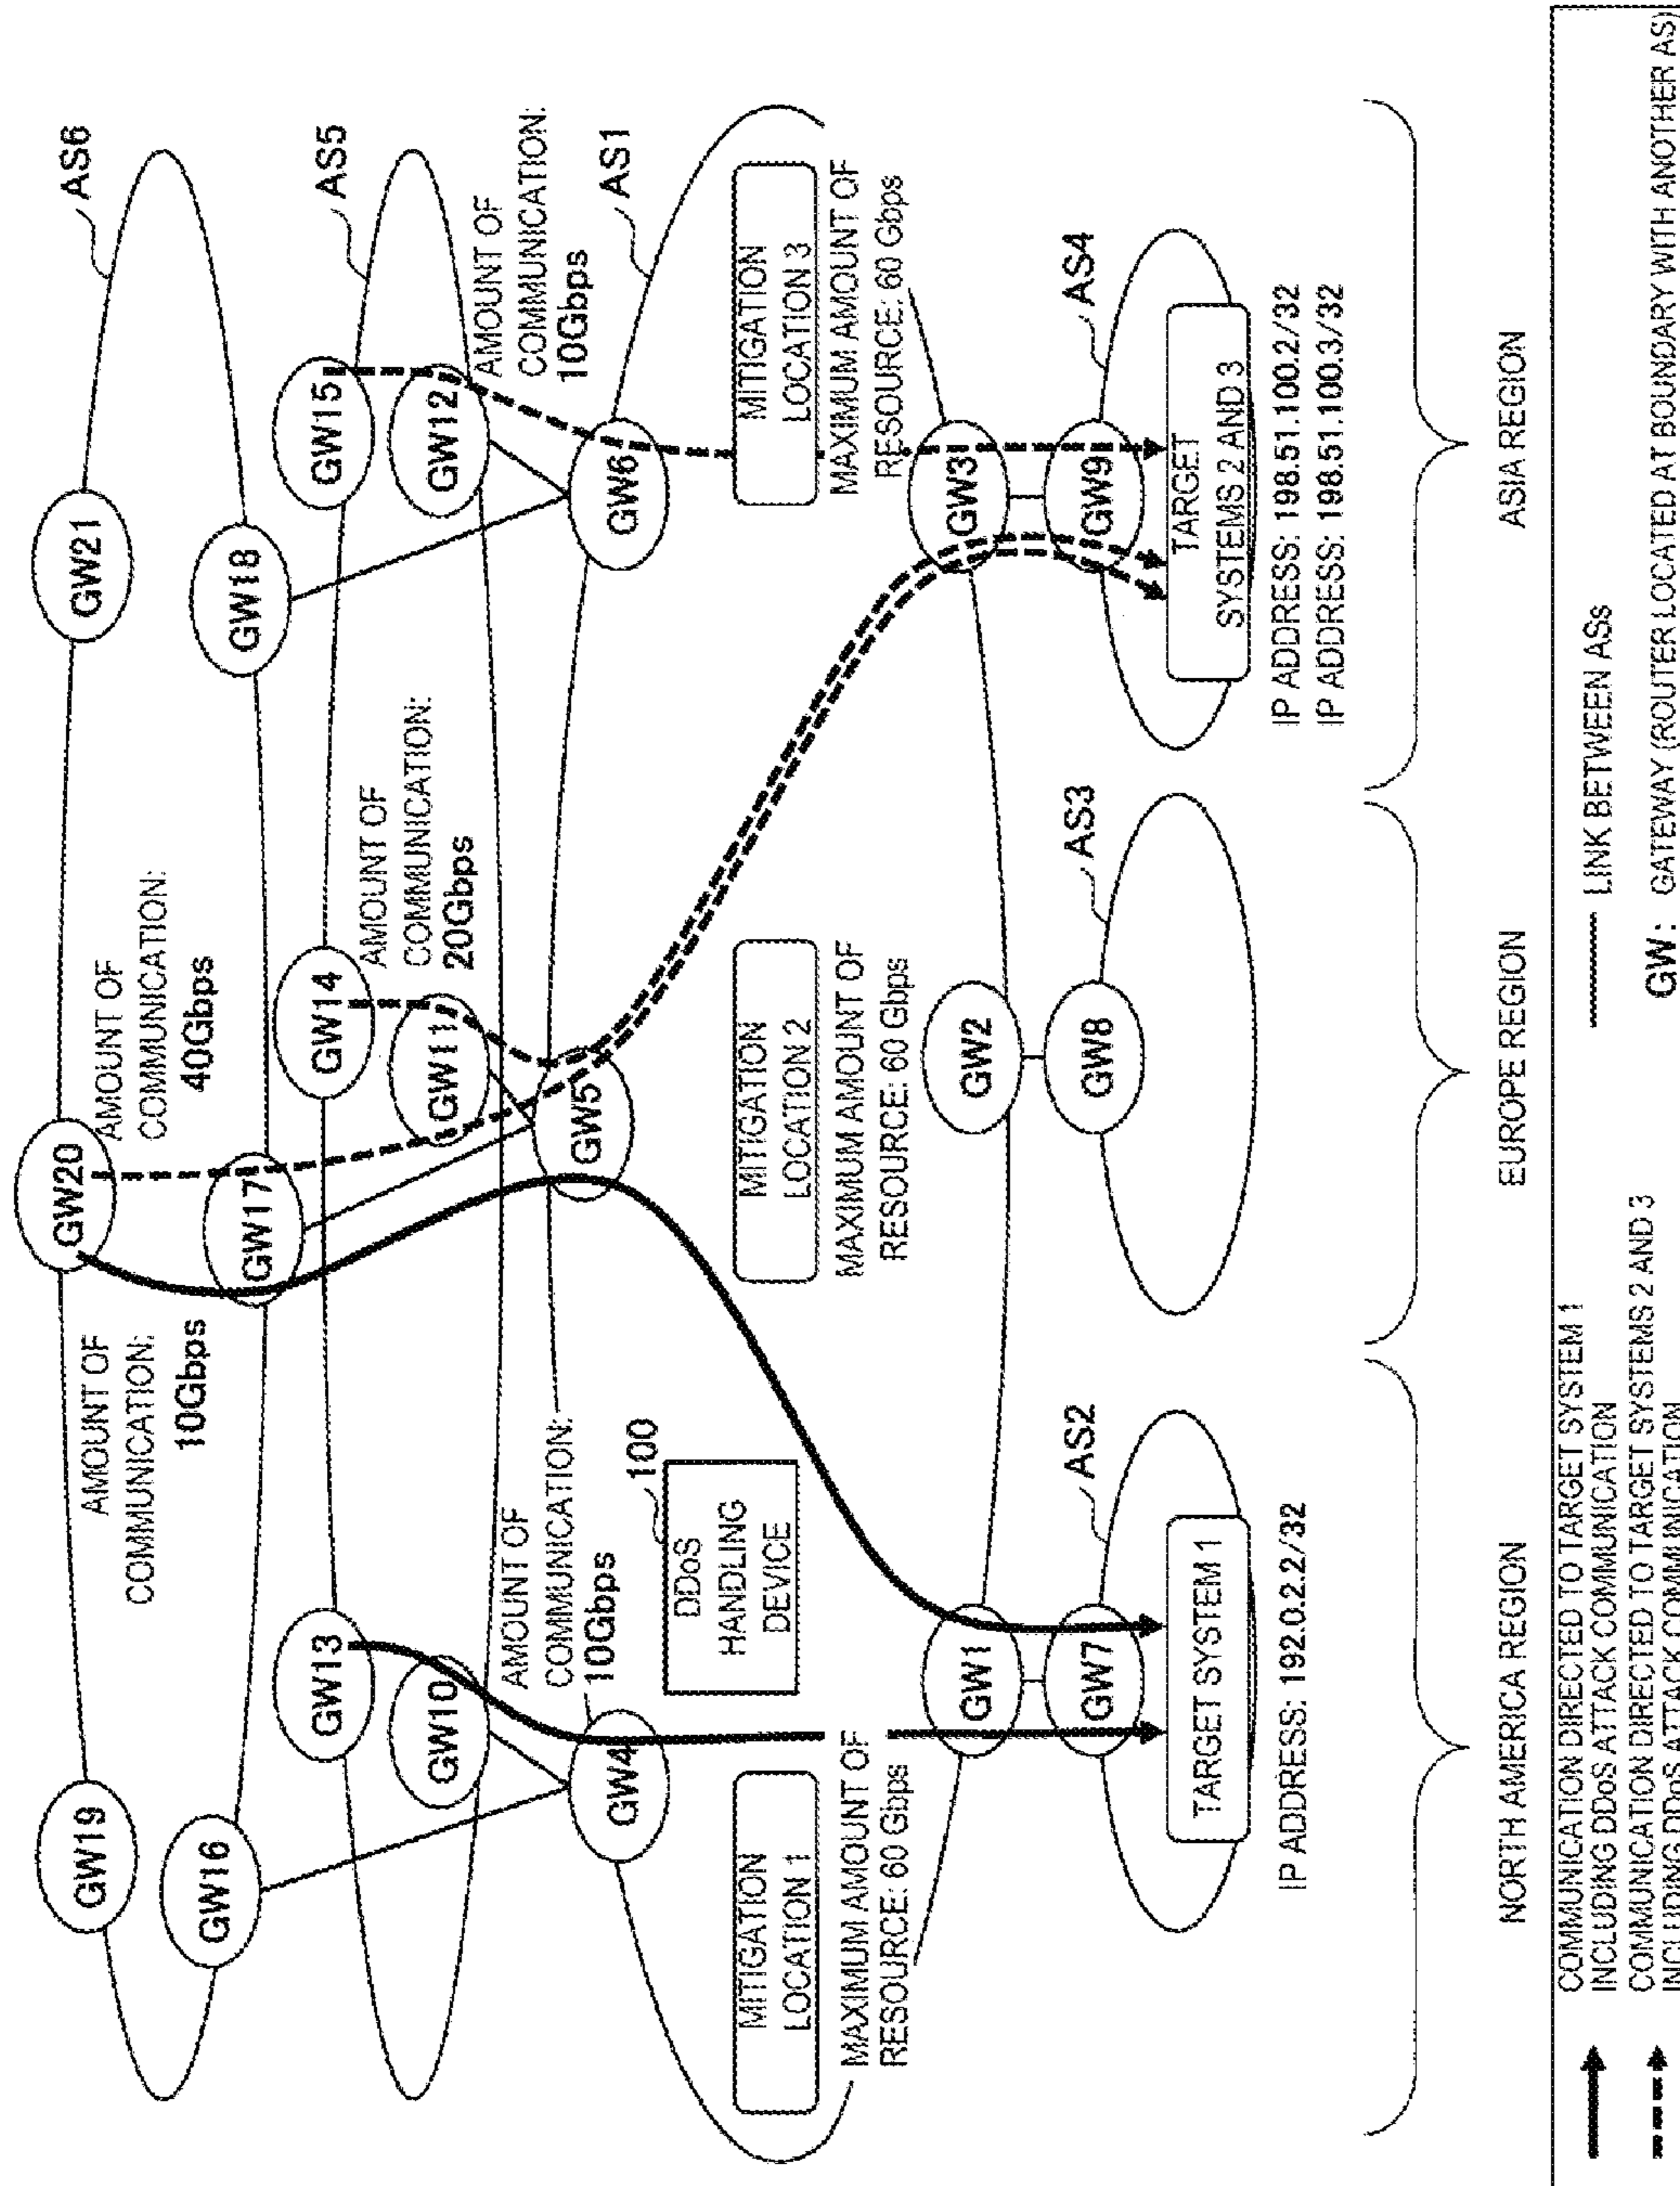 AS6
GW19
GW20
GW21
AMOUNT OF
COMMUNICATION:
10Gbps
AMOUNT OF
COMMUNICATION:
40Gbps
GW16
GW17
GW18
AS5
GW13
GW14
GW15
AMOUNT OF
COMMUNICATION:
20Gbps
GW10
GW11
GW12
AMOUNT OF
COMMUNICATION:
10Gbps
AMOUNT OF
COMMUNICATION:
10Gbps
AS1
GW4
GW5
GW6
100
DDoS
HANDLING
DEVICE
MITIGATION
LOCATION 1
MAXIMUM AMOUNT OF
RESOURCE: 60 Gbps
MITIGATION
LOCATION 2
MAXIMUM AMOUNT OF
RESOURCE: 60 Gbps
MITIGATION
LOCATION 3
MAXIMUM AMOUNT OF
RESOURCE: 60 Gbps
GW1
GW2
GW3
GW7
GW8
GW9
AS2
AS3
AS4
TARGET SYSTEM 1
TARGET
SYSTEMS 2 AND 3
IP ADDRESS: 192.0.2.2/32
IP ADDRESS: 198.51.100.2/32
IP ADDRESS: 198.51.100.3/32
NORTH AMERICA REGION
EUROPE REGION
ASIA REGION
COMMUNICATION DIRECTED TO TARGET SYSTEM 1
INCLUDING DDoS ATTACK COMMUNICATION
COMMUNICATION DIRECTED TO TARGET SYSTEMS 2 AND 3
INCLUDING DDoS ATTACK COMMUNICATION
LINK BETWEEN ASs
GW: GATEWAY (ROUTER LOCATED AT BOUNDARY WITH ANOTHER AS)